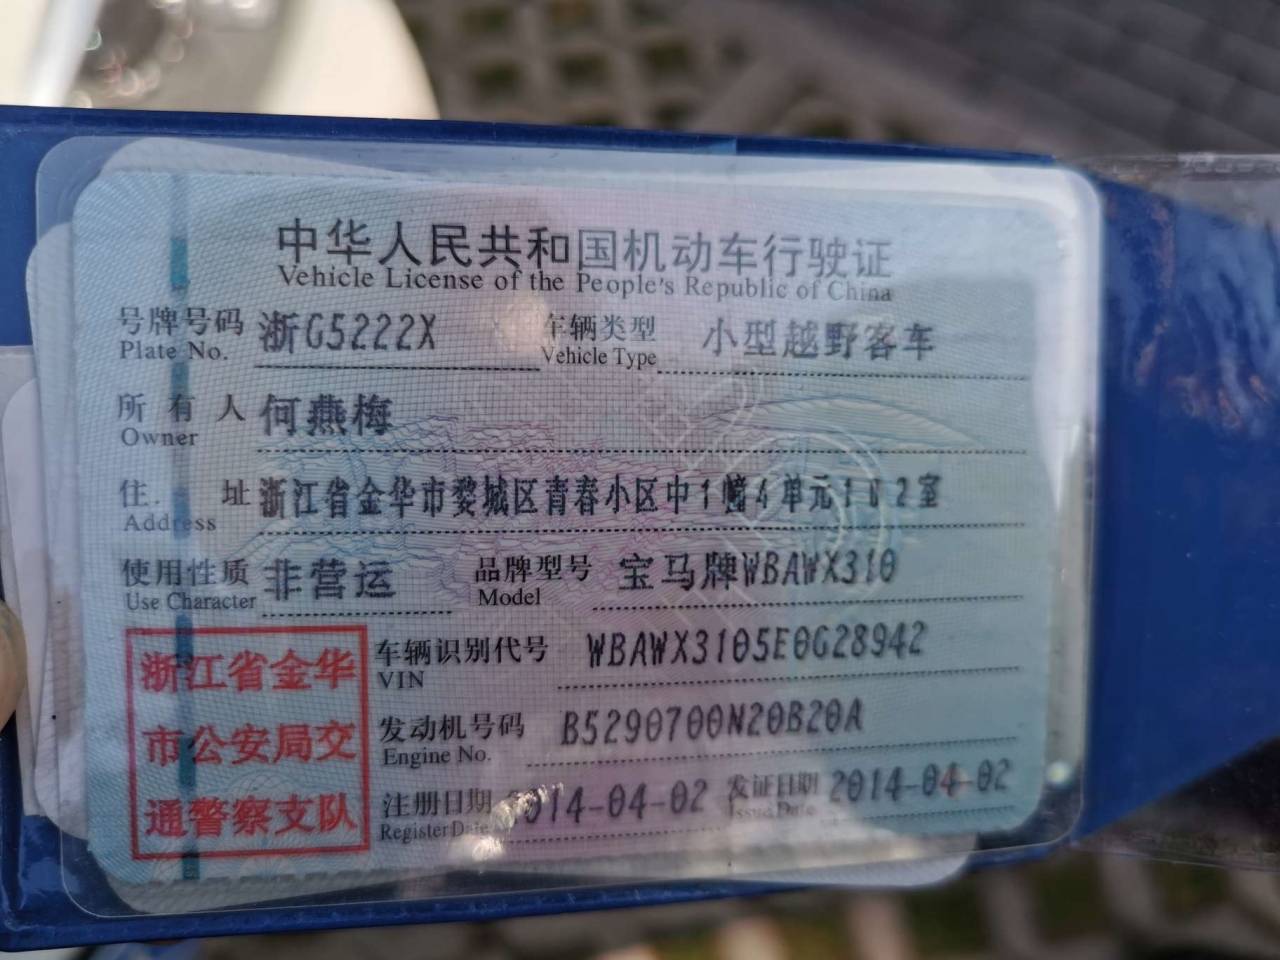 中华人民共和国机动车行驶证
Vehicle License of the People's Republic of China
号牌号码 浙G5222X 车辆类型 小型越野客车
Plate No. Vehicle Type
所有人 何燕梅
Owner
住址 浙江省金华市婺城区青春小区中1幢4单元102室
Address
使用性质 非营运 品牌型号 宝马牌WBAWX310
Use Character Model
车辆识别代号 WBAWX3105E0G28942
VIN
发动机号码 B5290700N20B20A
Engine No.
注册日期 2014-04-02 发证日期 2014-04-02
Register Date Issue Date
浙江省金华
市公安局交
通警察支队